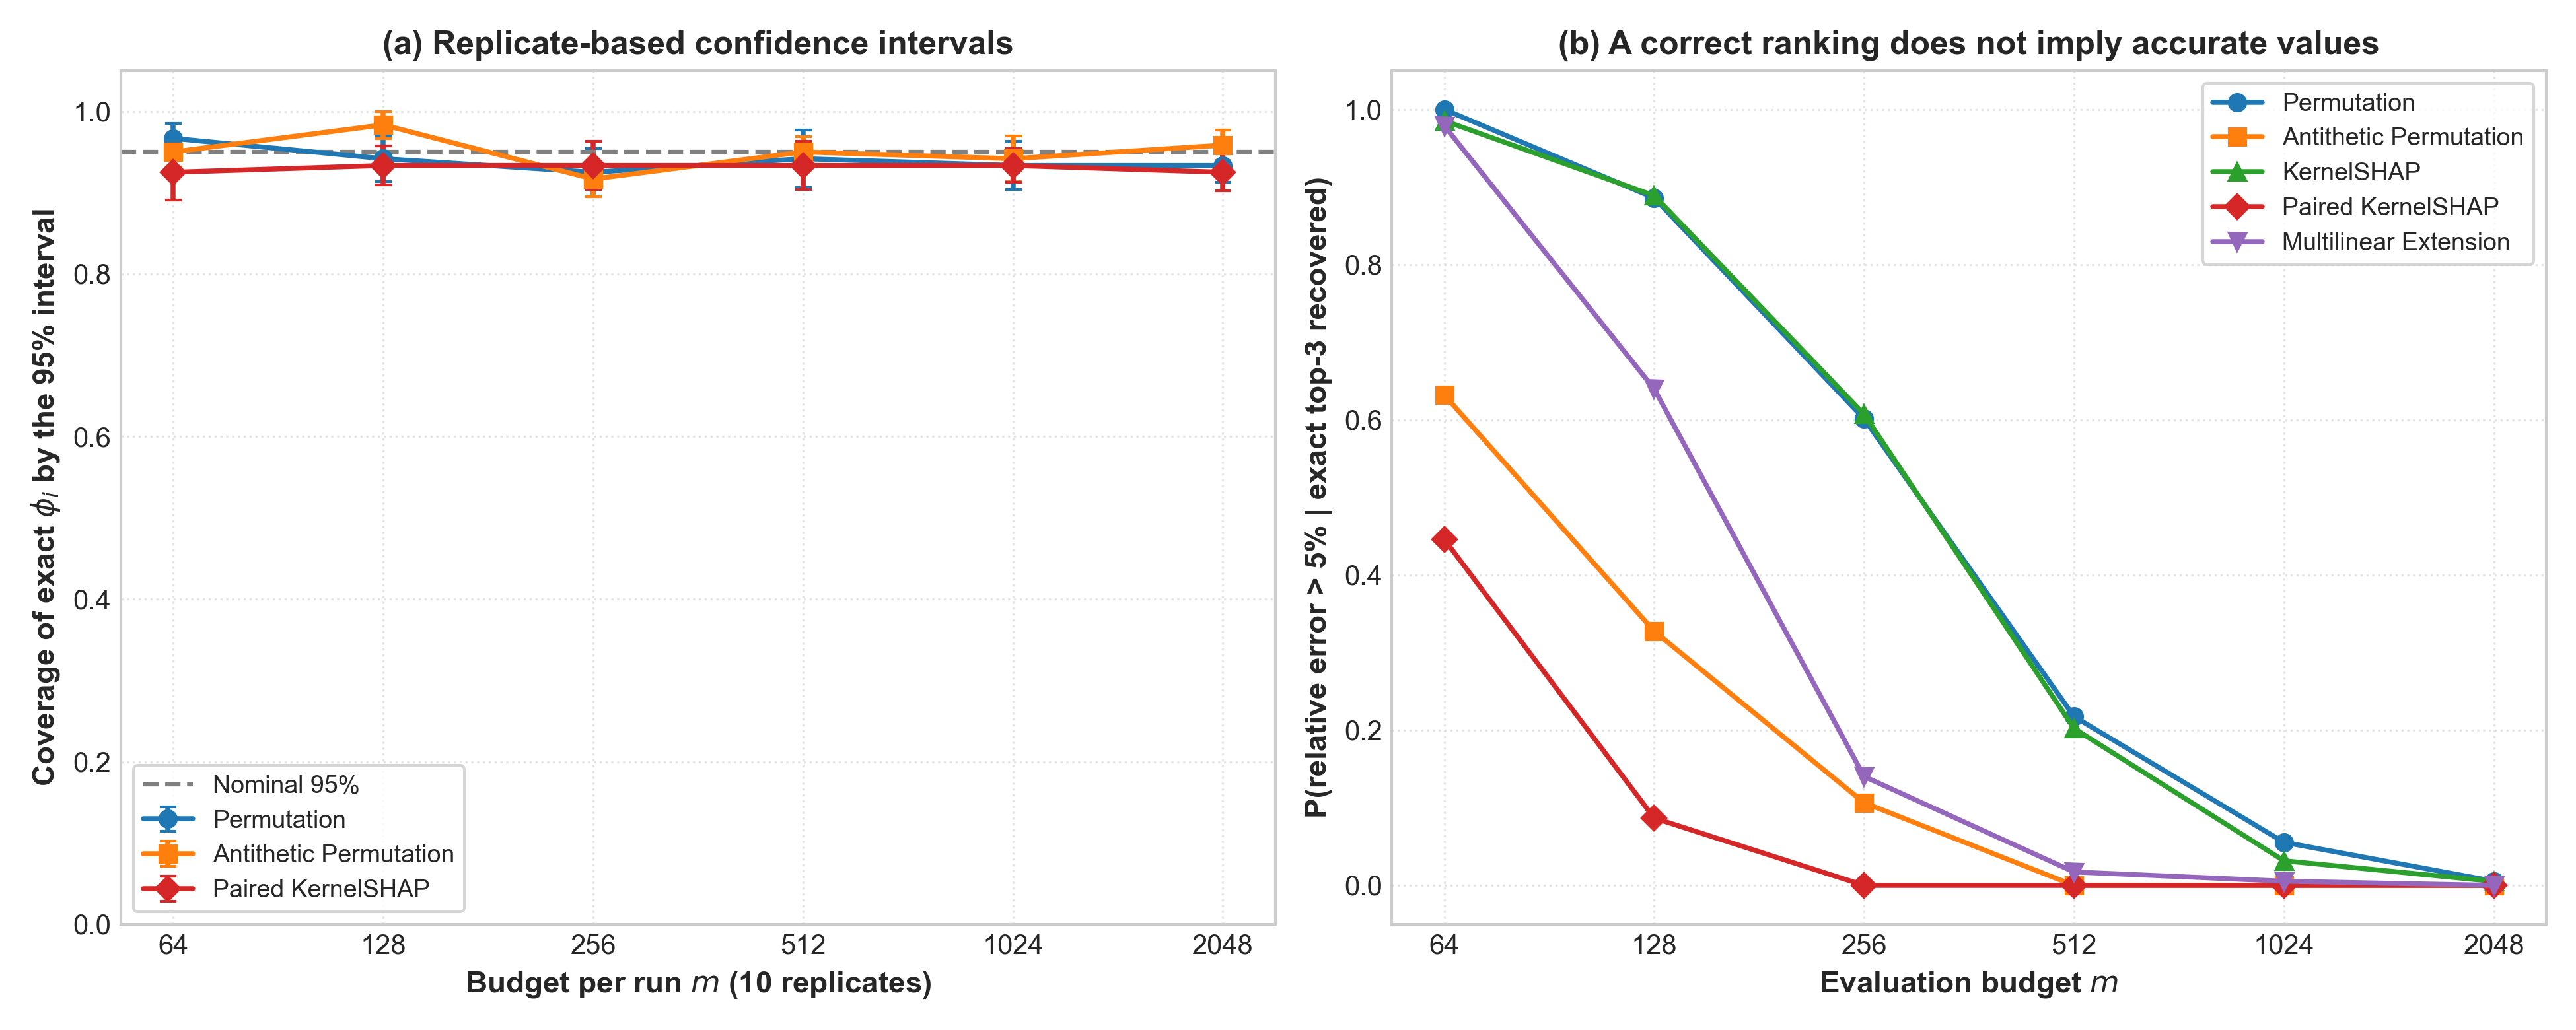 (a) Replicate-based confidence intervals
Coverage of exact ϕᵢ by the 95% interval
1.0
0.8
0.6
0.4
0.2
0.0
Nominal 95%
Permutation
Antithetic Permutation
Paired KernelSHAP
64 128 256 512 1024 2048
Budget per run m (10 replicates)
(b) A correct ranking does not imply accurate values
P(relative error > 5% | exact top-3 recovered)
1.0
0.8
0.6
0.4
0.2
0.0
Permutation
Antithetic Permutation
KernelSHAP
Paired KernelSHAP
Multilinear Extension
64 128 256 512 1024 2048
Evaluation budget m